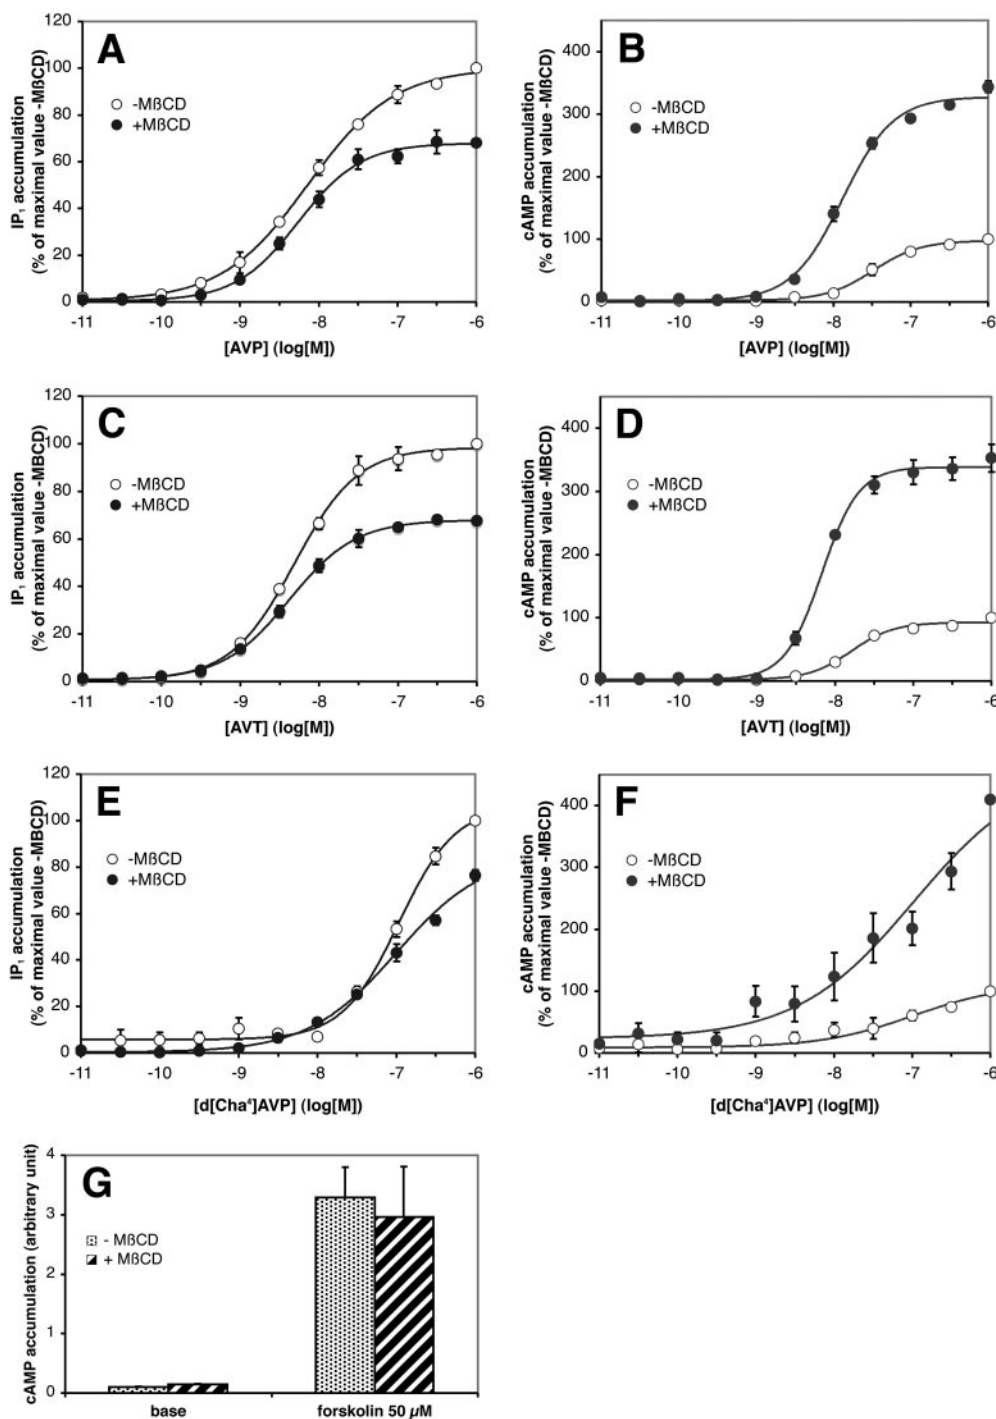 A
IP₁ accumulation
(% of maximal value -MßCD)
120
100
80
60
40
20
0
-MßCD
+MßCD
-11
-10
-9
-8
-7
-6
[AVP] (log[M])
B
cAMP accumulation
(% of maximal value -MßCD)
400
300
200
100
0
-MßCD
+MßCD
-11
-10
-9
-8
-7
-6
[AVP] (log[M])
C
IP₁ accumulation
(% of maximal value -MBCD)
120
100
80
60
40
20
0
-MßCD
+MßCD
-11
-10
-9
-8
-7
-6
[AVT] (log[M])
D
cAMP accumulation
(% of maximal value -MBCD)
400
300
200
100
0
-MßCD
+MßCD
-11
-10
-9
-8
-7
-6
[AVT] (log[M])
E
IP₁ accumulation
(% of maximal value -MBCD)
120
100
80
60
40
20
0
-MßCD
+MßCD
-11
-10
-9
-8
-7
-6
[d[Cha⁴]AVP] (log[M])
F
cAMP accumulation
(% of maximal value -MBCD)
400
300
200
100
0
-MßCD
+MßCD
-11
-10
-9
-8
-7
-6
[d[Cha⁴]AVP] (log[M])
G
cAMP accumulation (arbitrary unit)
4
3
2
1
0
- MßCD
+ MßCD
base
forskolin 50 µM